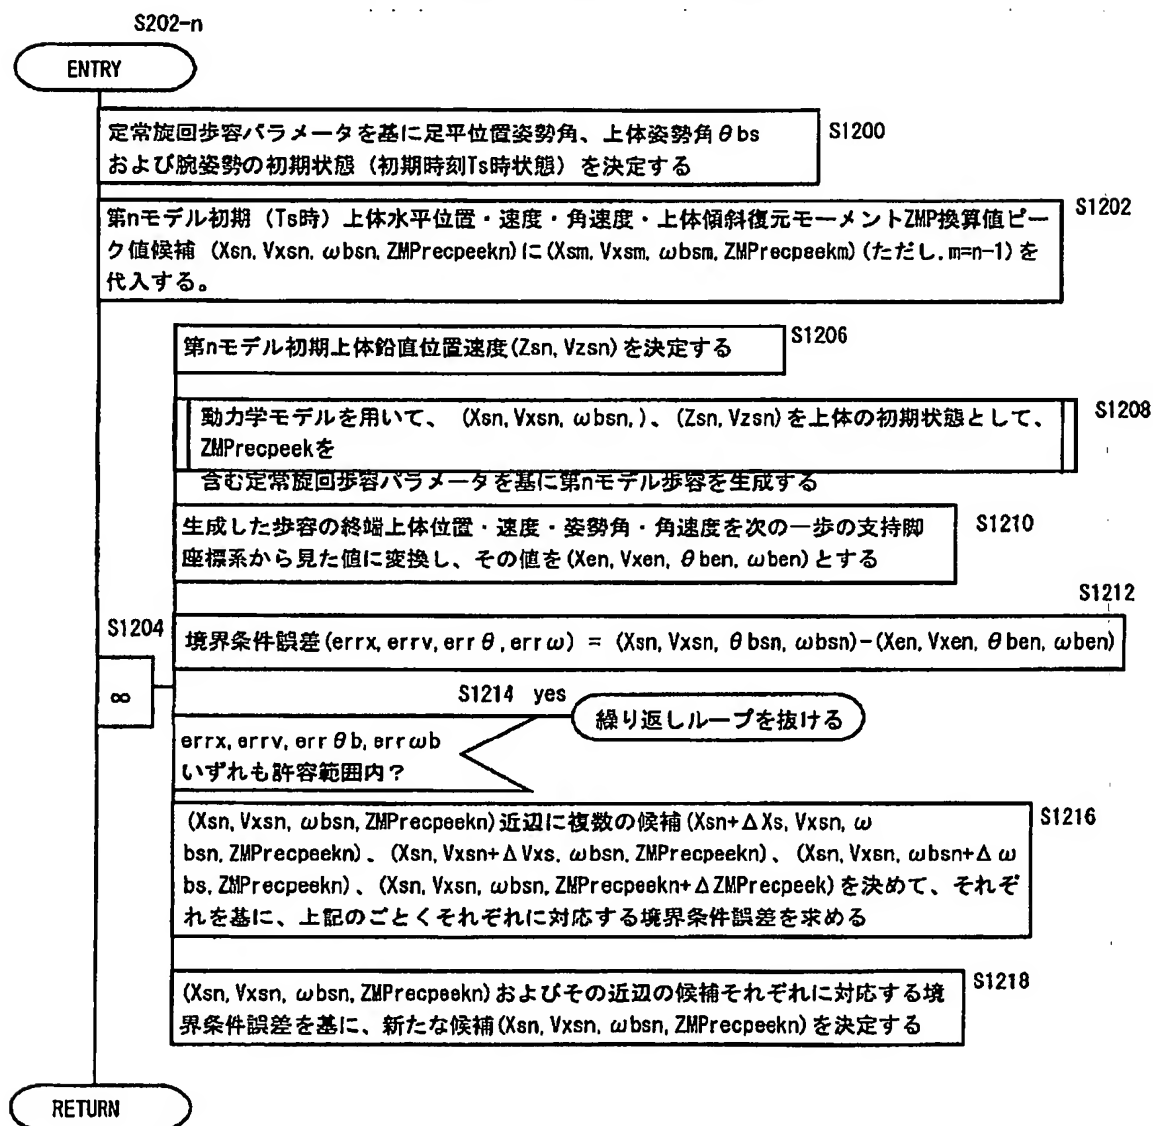 S202-n
ENTRY
定常旋回歩容パラメータを基に足平位置姿勢角、上体姿勢角θbs
および腕姿勢の初期状態（初期時刻Ts時状態）を決定する
S1200
第nモデル初期（Ts時）上体水平位置・速度・角速度・上体傾斜復元モーメントZMP換算値ピー
ク値候補 (Xsn, Vxsn, ωbsn, ZMPrecpeekn)に(Xsm, Vxsm, ωbsm, ZMPrecpeekm)(ただし, m=n-1)を
代入する。
S1202
第nモデル初期上体鉛直位置速度(Zsn, Vzsn)を決定する
S1206
動力学モデルを用いて、 (Xsn, Vxsn, ωbsn, )、(Zsn, Vzsn)を上体の初期状態として、
ZMPrecpeekを
含む定常旋回歩容パラメータを基に第nモデル歩容を生成する
S1208
生成した歩容の終端上体位置・速度・姿勢角・角速度を次の一歩の支持脚
座標系から見た値に変換し、その値を(Xen, Vxen, θben, ωben)とする
S1210
S1212
S1204
境界条件誤差(errx, errv, errθ, errω) = (Xsn, Vxsn, θbsn, ωbsn)-(Xen, Vxen, θben, ωben)
∞
S1214 yes
繰り返しループを抜ける
errx, errv, errθb, errωb
いずれも許容範囲内？
(Xsn, Vxsn, ωbsn, ZMPrecpeekn)近辺に複数の候補(Xsn+ΔXs, Vxsn, ω
bsn, ZMPrecpeekn)、(Xsn, Vxsn+ΔVxs, ωbsn, ZMPrecpeekn)、(Xsn, Vxsn, ωbsn+Δω
bs, ZMPrecpeekn)、(Xsn, Vxsn, ωbsn, ZMPrecpeekn+ΔZMPrecpeek)を決めて、それぞ
れを基に、上記のごとくそれぞれに対応する境界条件誤差を求める
S1216
(Xsn, Vxsn, ωbsn, ZMPrecpeekn)およびその近辺の候補それぞれに対応する境
界条件誤差を基に、新たな候補(Xsn, Vxsn, ωbsn, ZMPrecpeekn)を決定する
S1218
RETURN